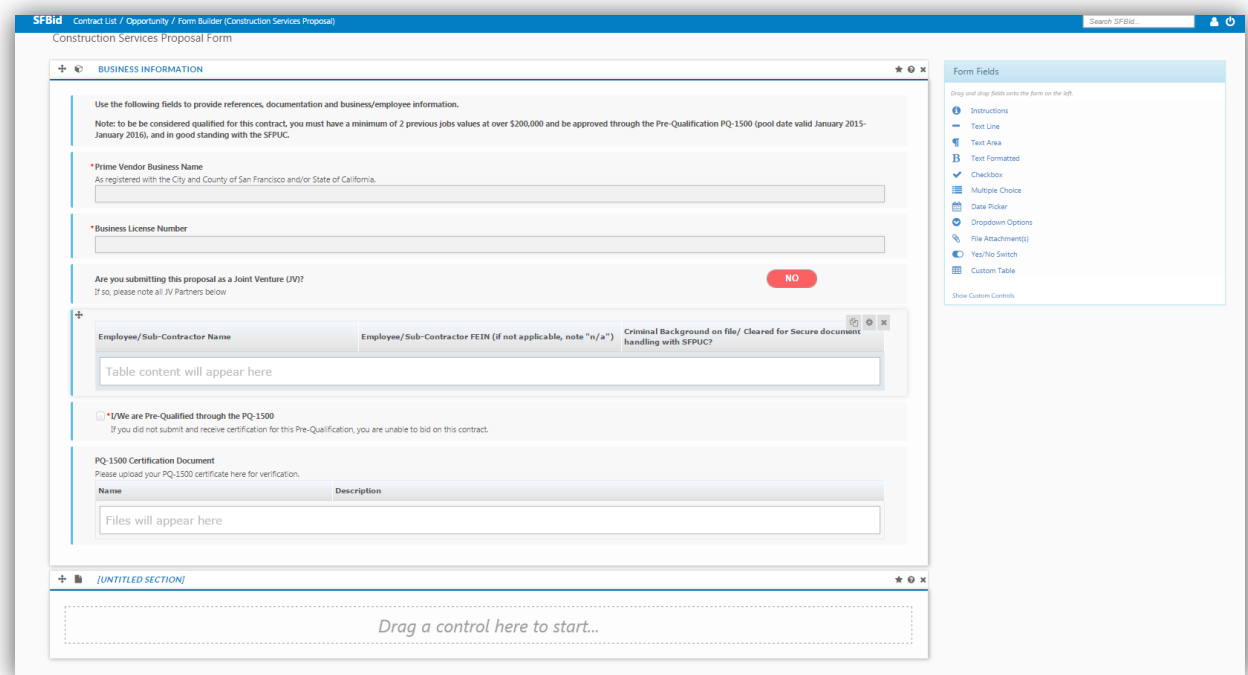 SFBid Contract List / Opportunity / Form Builder (Construction Services Proposal)
Search SFBid...
Construction Services Proposal Form
BUSINESS INFORMATION
Use the following fields to provide references, documentation and business/employee information.
Note: to be be considered qualified for this contract, you must have a minimum of 2 previous jobs values at over $200,000 and be approved through the Pre-Qualification PQ-1500 (pool date valid January 2015-
January 2016), and in good standing with the SFPUC.
*Prime Vendor Business Name
As registered with the City and County of San Francisco and/or State of California.
*Business License Number
Are you submitting this proposal as a Joint Venture (JV)?
NO
If so, please note all JV Partners below
Employee/Sub-Contractor Name
Employee/Sub-Contractor FEIN (if not applicable, note "n/a")
Criminal Background on file/ Cleared for Secure document
handling with SFPUC?
Table content will appear here
*I/We are Pre-Qualified through the PQ-1500
If you did not submit and receive certification for this Pre-Qualification, you are unable to bid on this contract.
PQ-1500 Certification Document
Please upload your PQ-1500 certificate here for verification.
Name
Description
Files will appear here
[UNTITLED SECTION]
Drag a control here to start...
Form Fields
Drag and drop fields onto the form on the left.
Instructions
Text Line
Text Area
B Text Formatted
Checkbox
Multiple Choice
Date Picker
Dropdown Options
File Attachment(s)
Yes/No Switch
Custom Table
Show Custom Controls